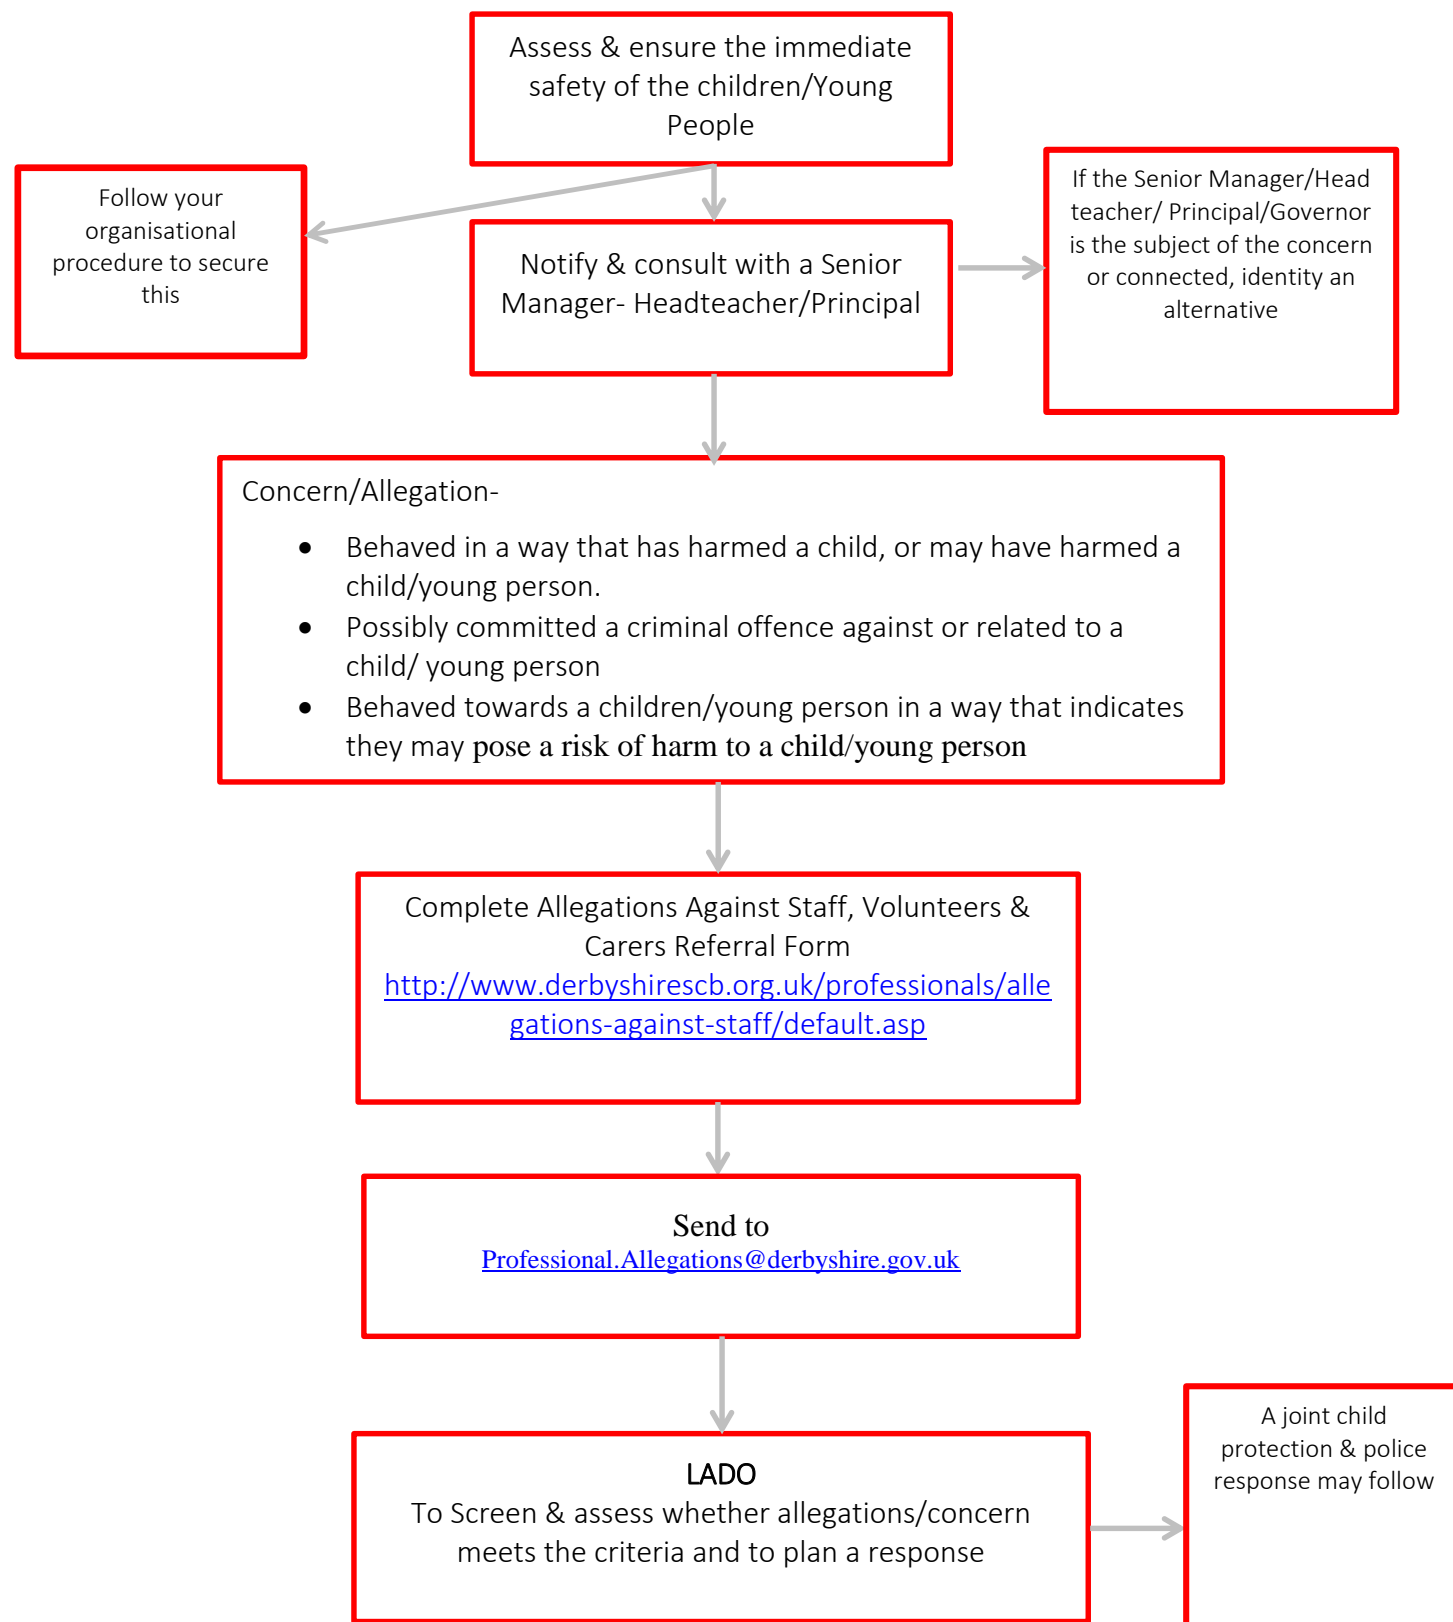 Assess & ensure the immediate
safety of the children/Young
People
Follow your
organisational
procedure to secure
this
Notify & consult with a Senior
Manager- Headteacher/Principal
If the Senior Manager/Head
teacher/ Principal/Governor
is the subject of the concern
or connected, identity an
alternative
Concern/Allegation-
• Behaved in a way that has harmed a child, or may have harmed a
child/young person.
• Possibly committed a criminal offence against or related to a
child/ young person
• Behaved towards a children/young person in a way that indicates
they may pose a risk of harm to a child/young person
Complete Allegations Against Staff, Volunteers &
Carers Referral Form
http://www.derbyshirescb.org.uk/professionals/alle
gations-against-staff/default.asp
Send to
Professional.Allegations@derbyshire.gov.uk
LADO
To Screen & assess whether allegations/concern
meets the criteria and to plan a response
A joint child
protection & police
response may follow